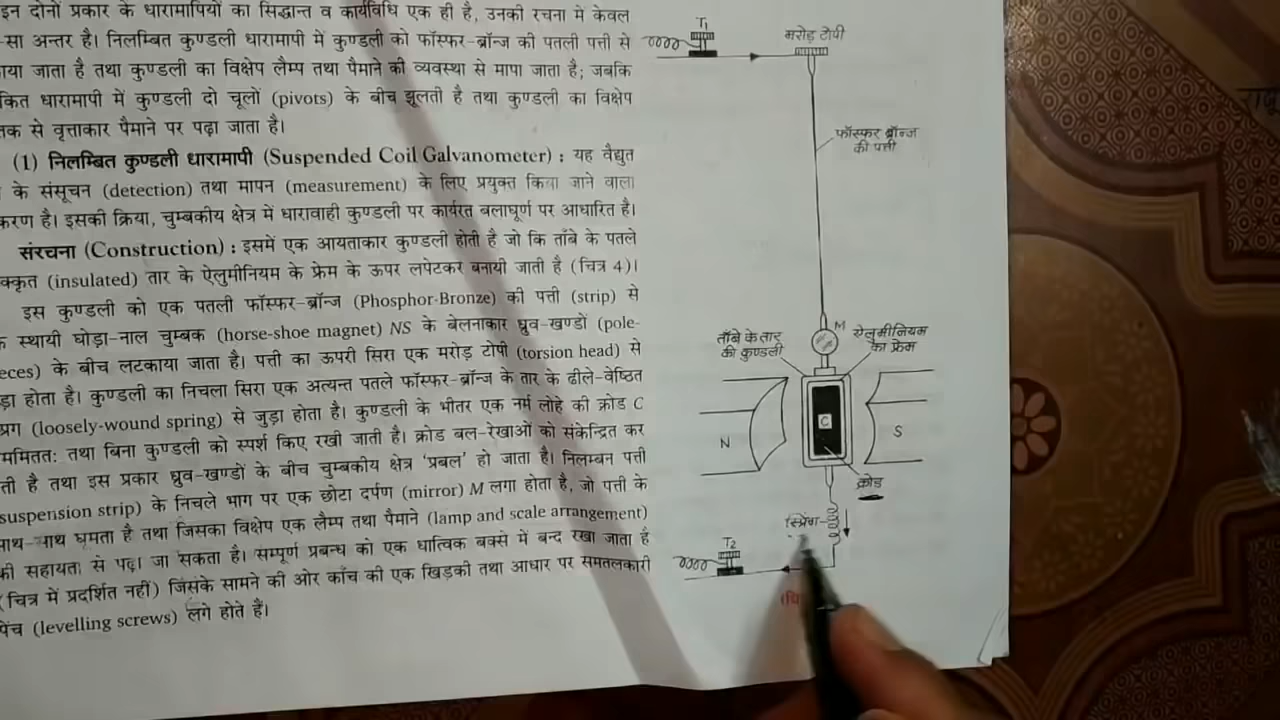 इन दोनों प्रकार के धारामापियों का सिद्धान्त व कार्यविधि एक ही है, उनकी रचना में केवल
-सा अन्तर है। निलम्बित कुण्डली धारामापी में कुण्डली को फॉस्फर-ब्रॉन्ज की पतली पत्ती से
जाता है तथा कुण्डली का विक्षेप लैम्प तथा पैमाने की व्यवस्था से मापा जाता है; जबकि
धारामापी में कुण्डली दो चूलों (pivots) के बीच झूलती है तथा कुण्डली का विक्षेप
से वृत्ताकार पैमाने पर पढ़ा जाता है।
(1) निलम्बित कुण्डली धारामापी (Suspended Coil Galvanometer) : यह वैद्युत
के संसूचन (detection) तथा मापन (measurement) के लिए प्रयुक्त किया जाने वाला
है। इसकी क्रिया, चुम्बकीय क्षेत्र में धारावाही कुण्डली पर कार्यरत बलाघूर्ण पर आधारित है।
संरचना (Construction) : इसमें एक आयताकार कुण्डली होती है जो कि ताँबे के पतले
(insulated) तार के ऐलुमीनियम के फ्रेम के ऊपर लपेटकर बनायी जाती है (चित्र 4)।
इस कुण्डली को एक पतली फॉस्फर-ब्रॉन्ज (Phosphor-Bronze) की पत्ती (strip) से
स्थायी घोड़ा-नाल चुम्बक (horse-shoe magnet) NS के बेलनाकार ध्रुव-खण्डों (pole-
eces) के बीच लटकाया जाता है। पत्ती का ऊपरी सिरा एक मरोड़ टोपी (torsion head) से
होता है। कुण्डली का निचला सिरा एक अत्यन्त पतले फॉस्फर-ब्रॉन्ज के तार के ढीले-वेष्ठित
(loosely-wound spring) से जुड़ा होता है। कुण्डली के भीतर एक नर्म लोहे की क्रोड C
सममितत: तथा बिना कुण्डली को स्पर्श किए रखी जाती है। क्रोड बल-रेखाओं को संकेन्द्रित कर
है तथा इस प्रकार ध्रुव-खण्डों के बीच चुम्बकीय क्षेत्र ‘प्रबल’ हो जाता है। निलम्बन पत्ती
suspension strip) के निचले भाग पर एक छोटा दर्पण (mirror) M लगा होता है, जो पत्ती के
साथ-साथ घूमता है तथा जिसका विक्षेप एक लैम्प तथा पैमाने (lamp and scale arrangement)
की सहायता से पढ़ा जा सकता है। सम्पूर्ण प्रबन्ध को एक धात्विक बक्से में बन्द रखा जाता है
(चित्र में प्रदर्शित नहीं) जिसके सामने की ओर काँच की एक खिड़की तथा आधार पर समतलकारी
पेंच (levelling screws) लगे होते हैं।
T₁
मरोड़ टोपी
फॉस्फर ब्रॉन्ज
की पत्ती
M
ताँबे के तार
की कुण्डली
ऐलुमीनियम
का फ्रेम
N
C
S
क्रोड
स्प्रिंग
T₂